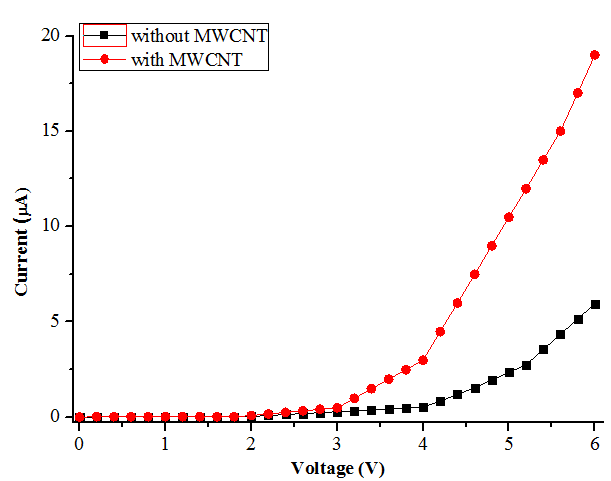 without MWCNT
with MWCNT
20
15
10
5
0
Current (μA)
0 1 2 3 4 5 6
Voltage (V)